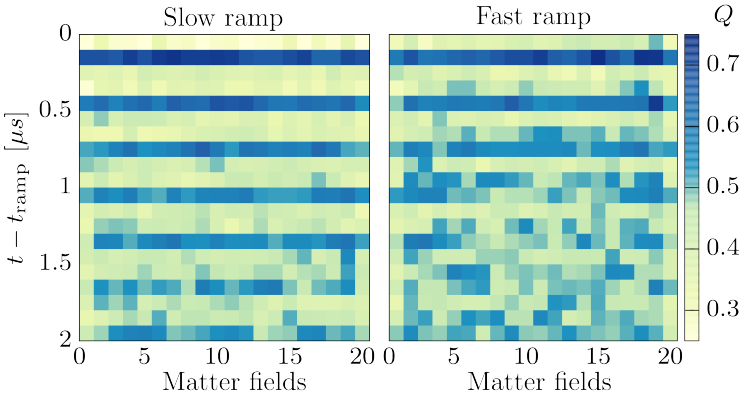 Slow ramp
Fast ramp
Q
0
0.5
1
1.5
2
t − t_ramp [μs]
0.7
0.6
0.5
0.4
0.3
0 5 10 15 20
0 5 10 15 20
Matter fields
Matter fields